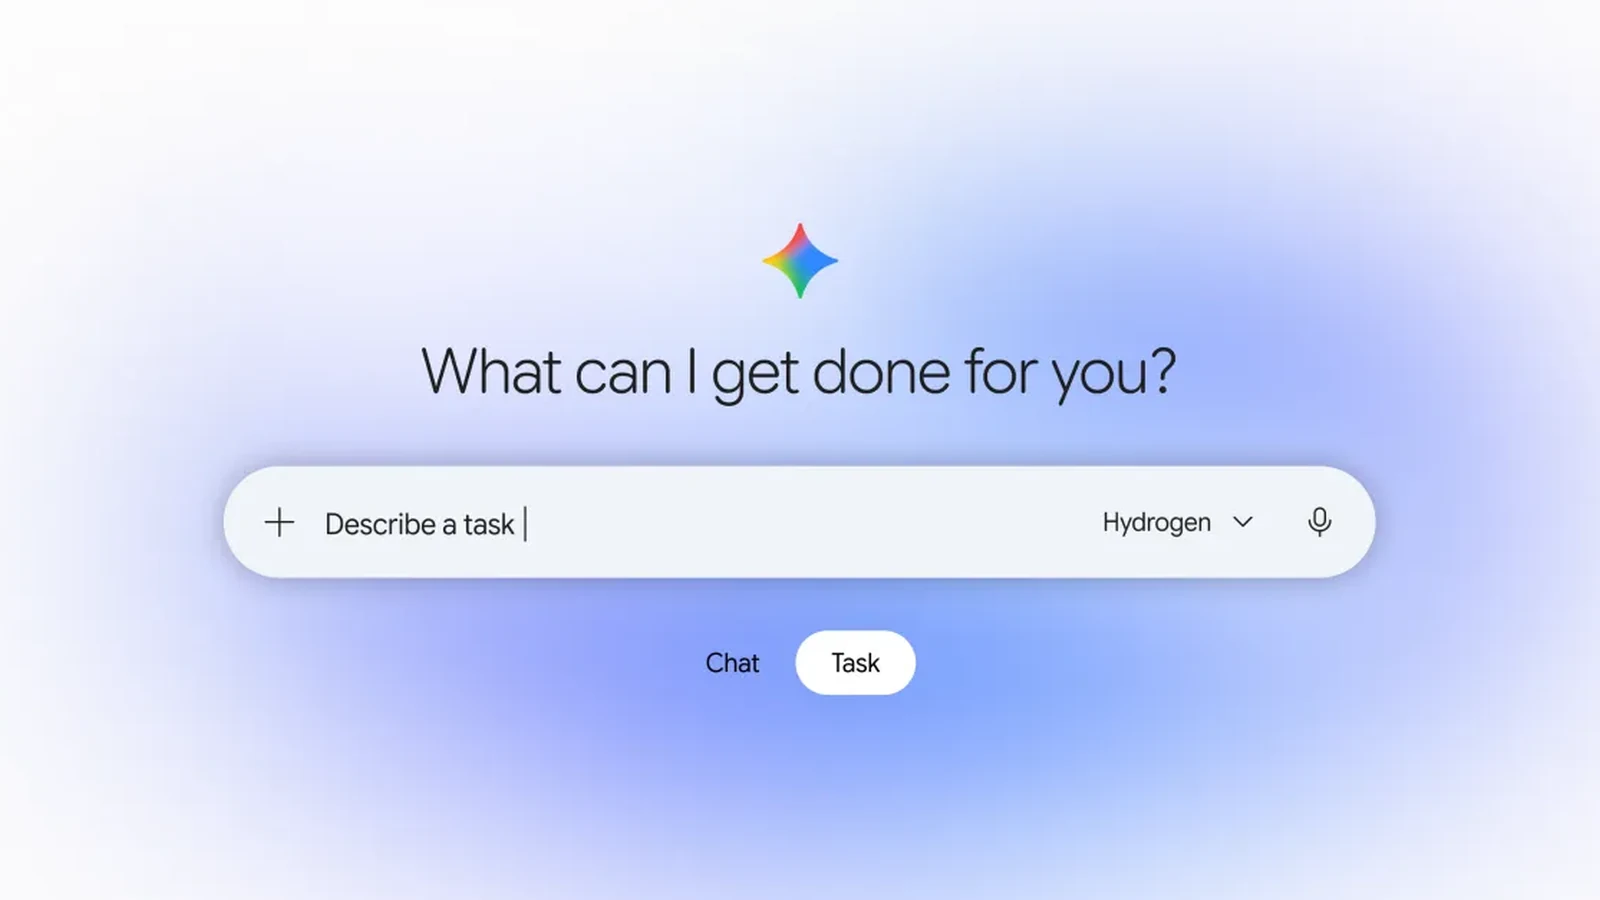 What can I get done for you?
Describe a task
Hydrogen
Chat
Task